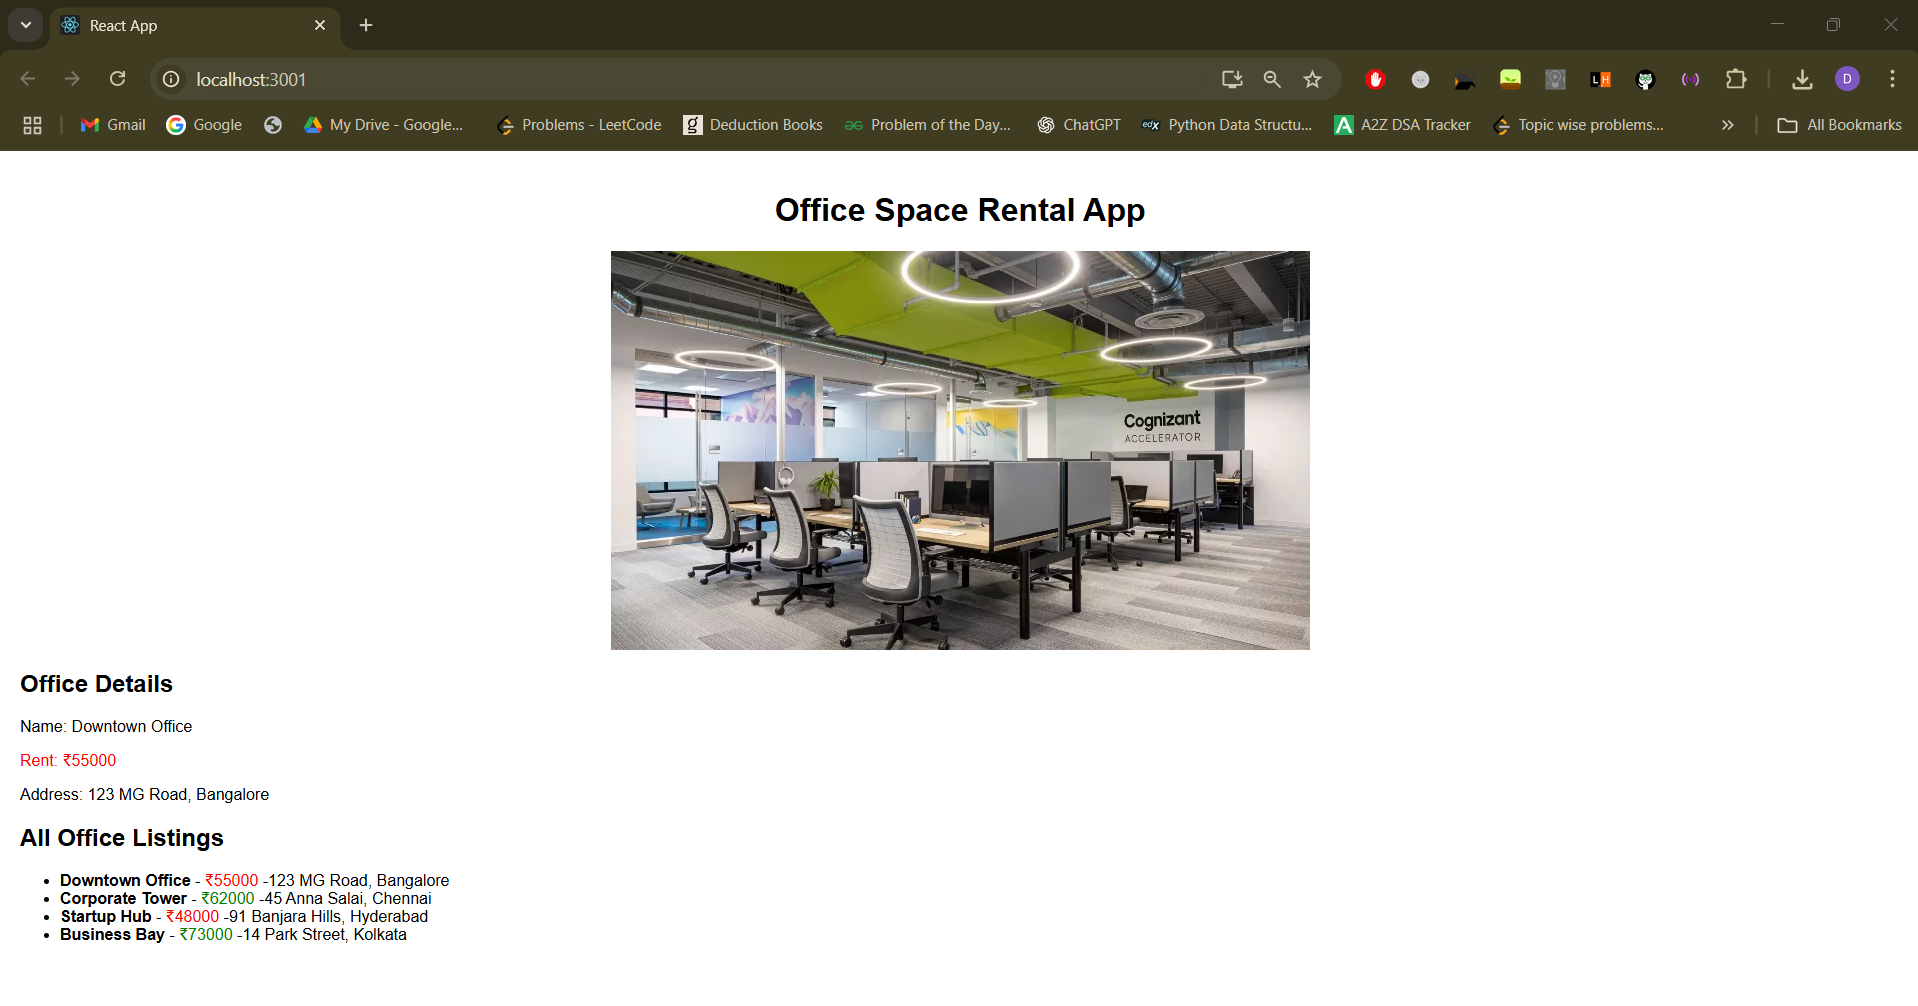 React App
localhost:3001
Gmail
Google
My Drive - Google...
Problems - LeetCode
Deduction Books
Problem of the Day...
ChatGPT
edx Python Data Structu...
A2Z DSA Tracker
Topic wise problems...
All Bookmarks
LH
D
Office Space Rental App
Cognizant
ACCELERATOR
Office Details
Name: Downtown Office
Rent: ₹55000
Address: 123 MG Road, Bangalore
All Office Listings
• Downtown Office - ₹55000 -123 MG Road, Bangalore
• Corporate Tower - ₹62000 -45 Anna Salai, Chennai
• Startup Hub - ₹48000 -91 Banjara Hills, Hyderabad
• Business Bay - ₹73000 -14 Park Street, Kolkata